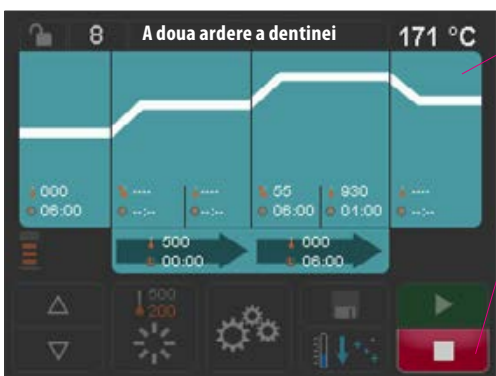 8 A doua ardere a dentinei 171 °C
000 ---- ---- 55 930 ----
06:00 --:-- --:-- 06:00 01:00 --:--
500 000
00:00 06:00
500
200